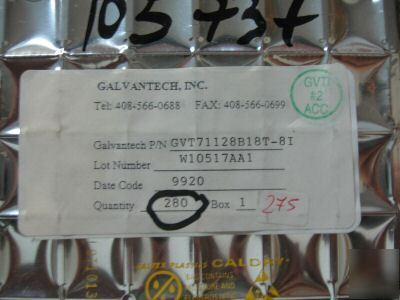 105737
GALVANTECH, INC.
Tel: 408-566-0688 FAX: 408-566-0699
GVTI
#2
ACC.
Galvantech P/N GVT71128B18T-8I
Lot Number W10517AA1
Date Code 9920
Quantity 280 Box 1 275